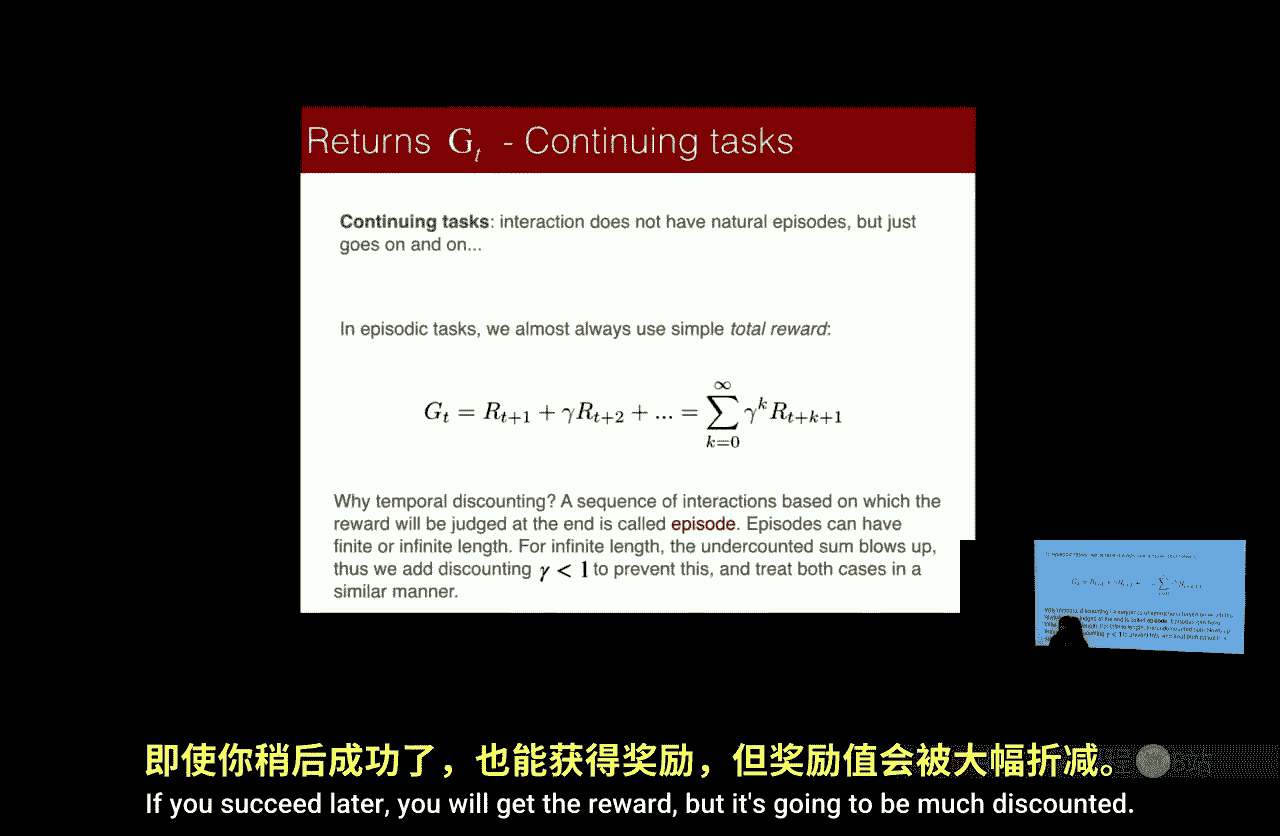 Returns G_t - Continuing tasks
Continuing tasks: interaction does not have natural episodes, but just
goes on and on...
In episodic tasks, we almost always use simple total reward:
G_t = R_{t+1} + γR_{t+2} + ... = ∑_{k=0}^{∞} γ^k R_{t+k+1}
Why temporal discounting? A sequence of interactions based on which the
reward will be judged at the end is called episode. Episodes can have
finite or infinite length. For infinite length, the undercounted sum blows up,
thus we add discounting γ < 1 to prevent this, and treat both cases in a
similar manner.
即使你稍后成功了，也能获得奖励，但奖励值会被大幅折减。
If you succeed later, you will get the reward, but it's going to be much discounted.